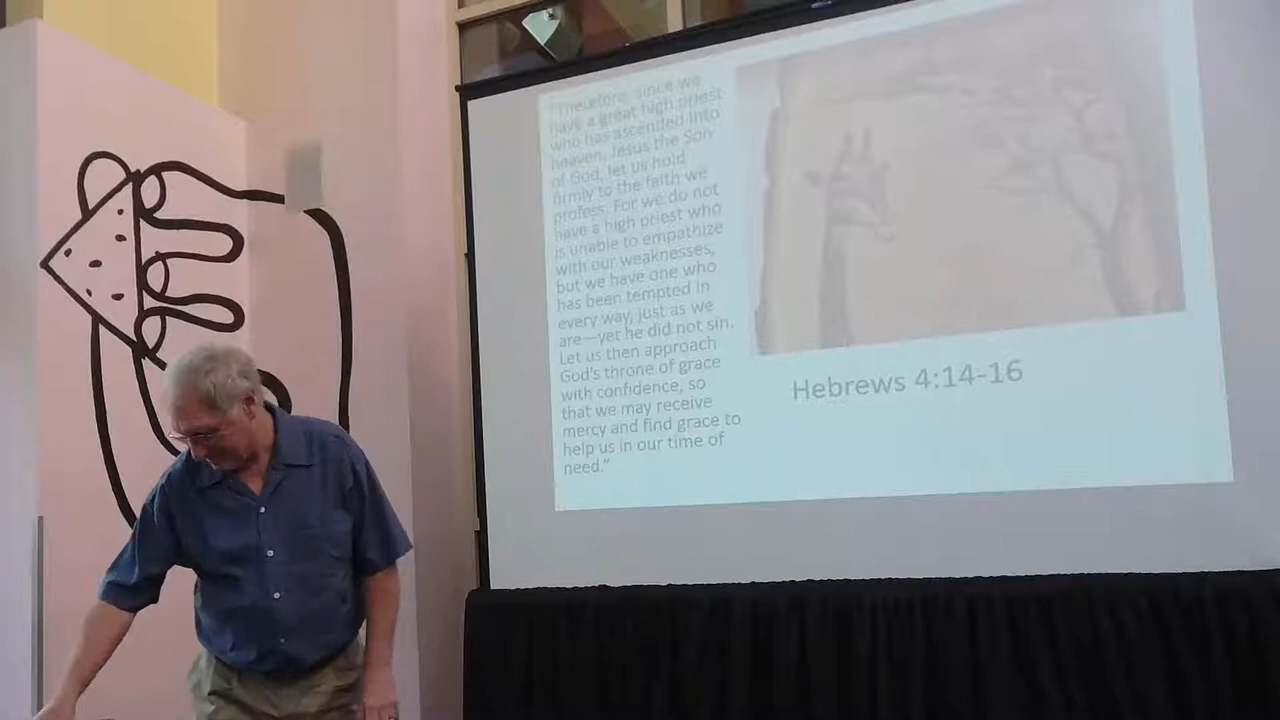 "Therefore, since we
have a great high priest
who has ascended into
heaven, Jesus the Son
of God, let us hold
firmly to the faith we
profess. For we do not
have a high priest who
is unable to empathize
with our weaknesses,
but we have one who
has been tempted in
every way, just as we
are—yet he did not sin.
Let us then approach
God's throne of grace
with confidence, so
that we may receive
mercy and find grace to
help us in our time of
need."
Hebrews 4:14-16